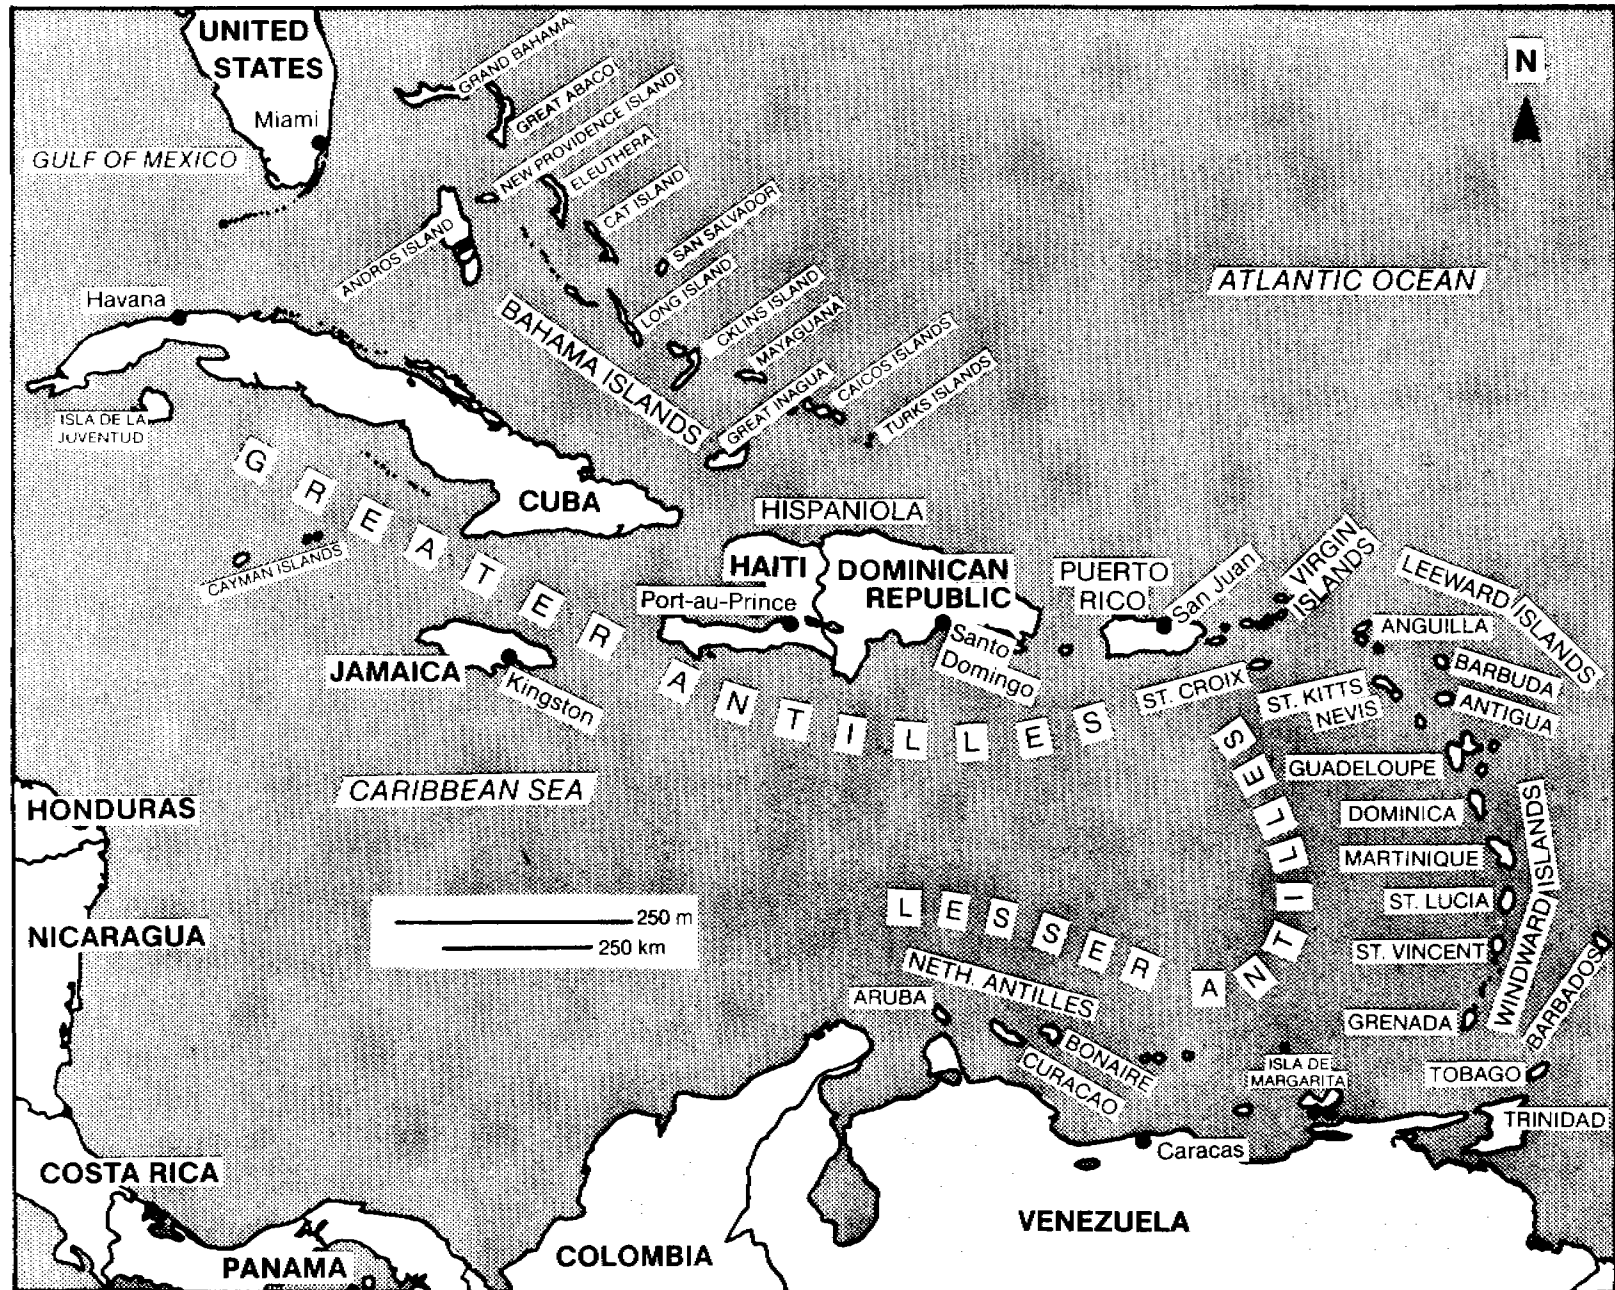 UNITED
STATES
Miami
GULF OF MEXICO
GRAND BAHAMA
GREAT ABACO
NEW PROVIDENCE ISLAND
ELEUTHERA
CAT ISLAND
SAN SALVADOR
ANDROS ISLAND
LONG ISLAND
CKLINS ISLAND
MAYAGUANA
CAICOS ISLANDS
GREAT INAGUA
TURKS ISLANDS
BAHAMA ISLANDS
N
ATLANTIC OCEAN
Havana
ISLA DE LA
JUVENTUD
CUBA
CAYMAN ISLANDS
GREATER ANTILLES
HISPANIOLA
HAITI
DOMINICAN
REPUBLIC
Port-au-Prince
Santo
Domingo
JAMAICA
Kingston
PUERTO
RICO
San Juan
VIRGIN
ISLANDS
LEEWARD ISLANDS
ANGUILLA
BARBUDA
ST. CROIX
ST. KITTS
NEVIS
ANTIGUA
GUADELOUPE
DOMINICA
MARTINIQUE
ST. LUCIA
ST. VINCENT
GRENADA
WINDWARD ISLANDS
BARBADOS
TOBAGO
TRINIDAD
CARIBBEAN SEA
250 m
250 km
LESSER ANTILLES
NETH. ANTILLES
ARUBA
BONAIRE
CURACAO
ISLA DE
MARGARITA
Caracas
HONDURAS
NICARAGUA
COSTA RICA
PANAMA
COLOMBIA
VENEZUELA